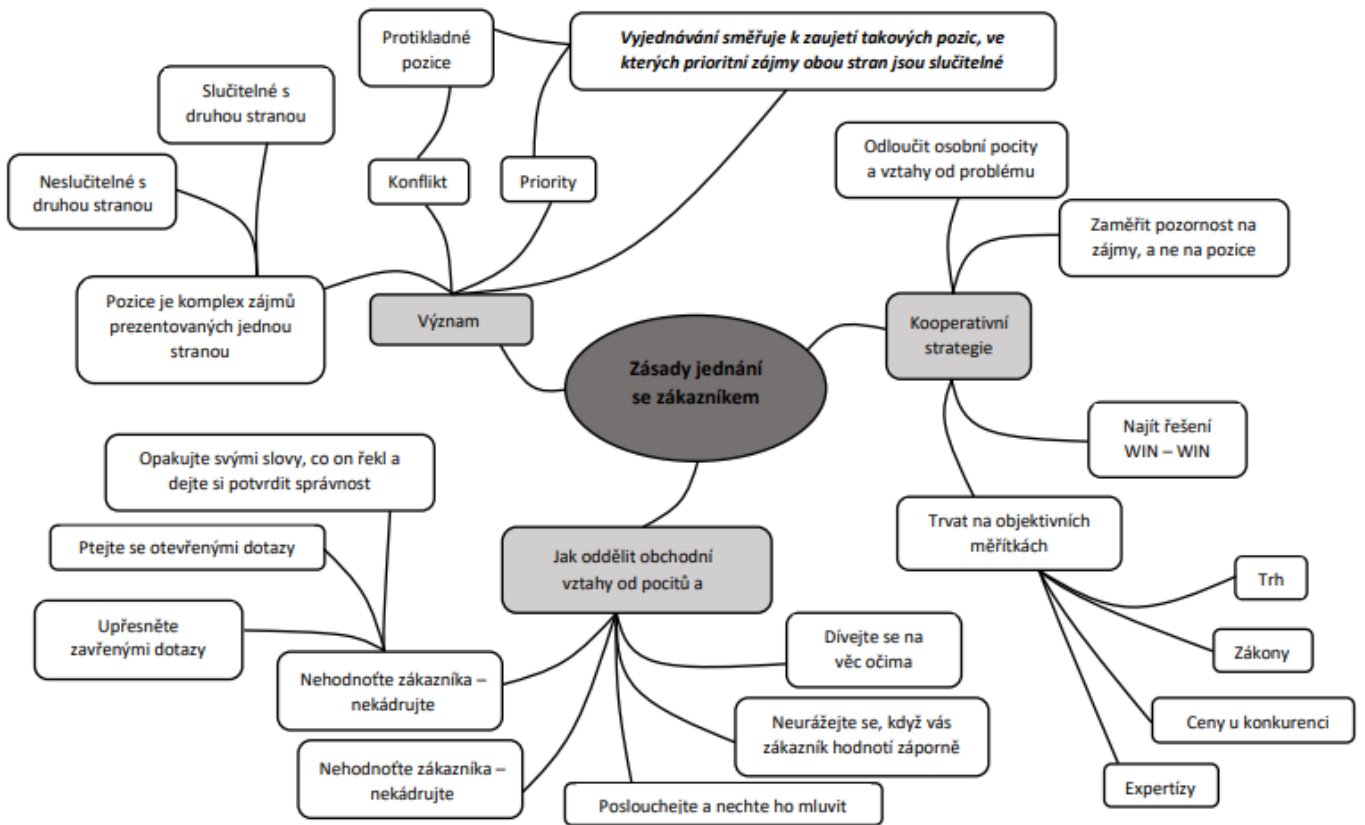 Protikladné
pozice
Vyjednávání směřuje k zaujetí takových pozic, ve
kterých prioritní zájmy obou stran jsou slučitelné
Slučitelné s
druhou stranou
Neslučitelné s
druhou stranou
Konflikt
Priority
Odloučit osobní pocity
a vztahy od problému
Zaměřit pozornost na
zájmy, a ne na pozice
Pozice je komplex zájmů
prezentovaných jednou
stranou
Význam
Kooperativní
strategie
Zásady jednání
se zákazníkem
Najít řešení
WIN – WIN
Opakujte svými slovy, co on řekl a
dejte si potvrdit správnost
Ptejte se otevřenými dotazy
Upřesněte
zavřenými dotazy
Jak oddělit obchodní
vztahy od pocitů a
Trvat na objektivních
měřítkách
Trh
Zákony
Ceny u konkurenci
Expertízy
Nehodnoťte zákazníka –
nekádrujte
Nehodnoťte zákazníka –
nekádrujte
Dívejte se na
věc očima
Neurážejte se, když vás
zákazník hodnotí záporně
Poslouchejte a nechte ho mluvit